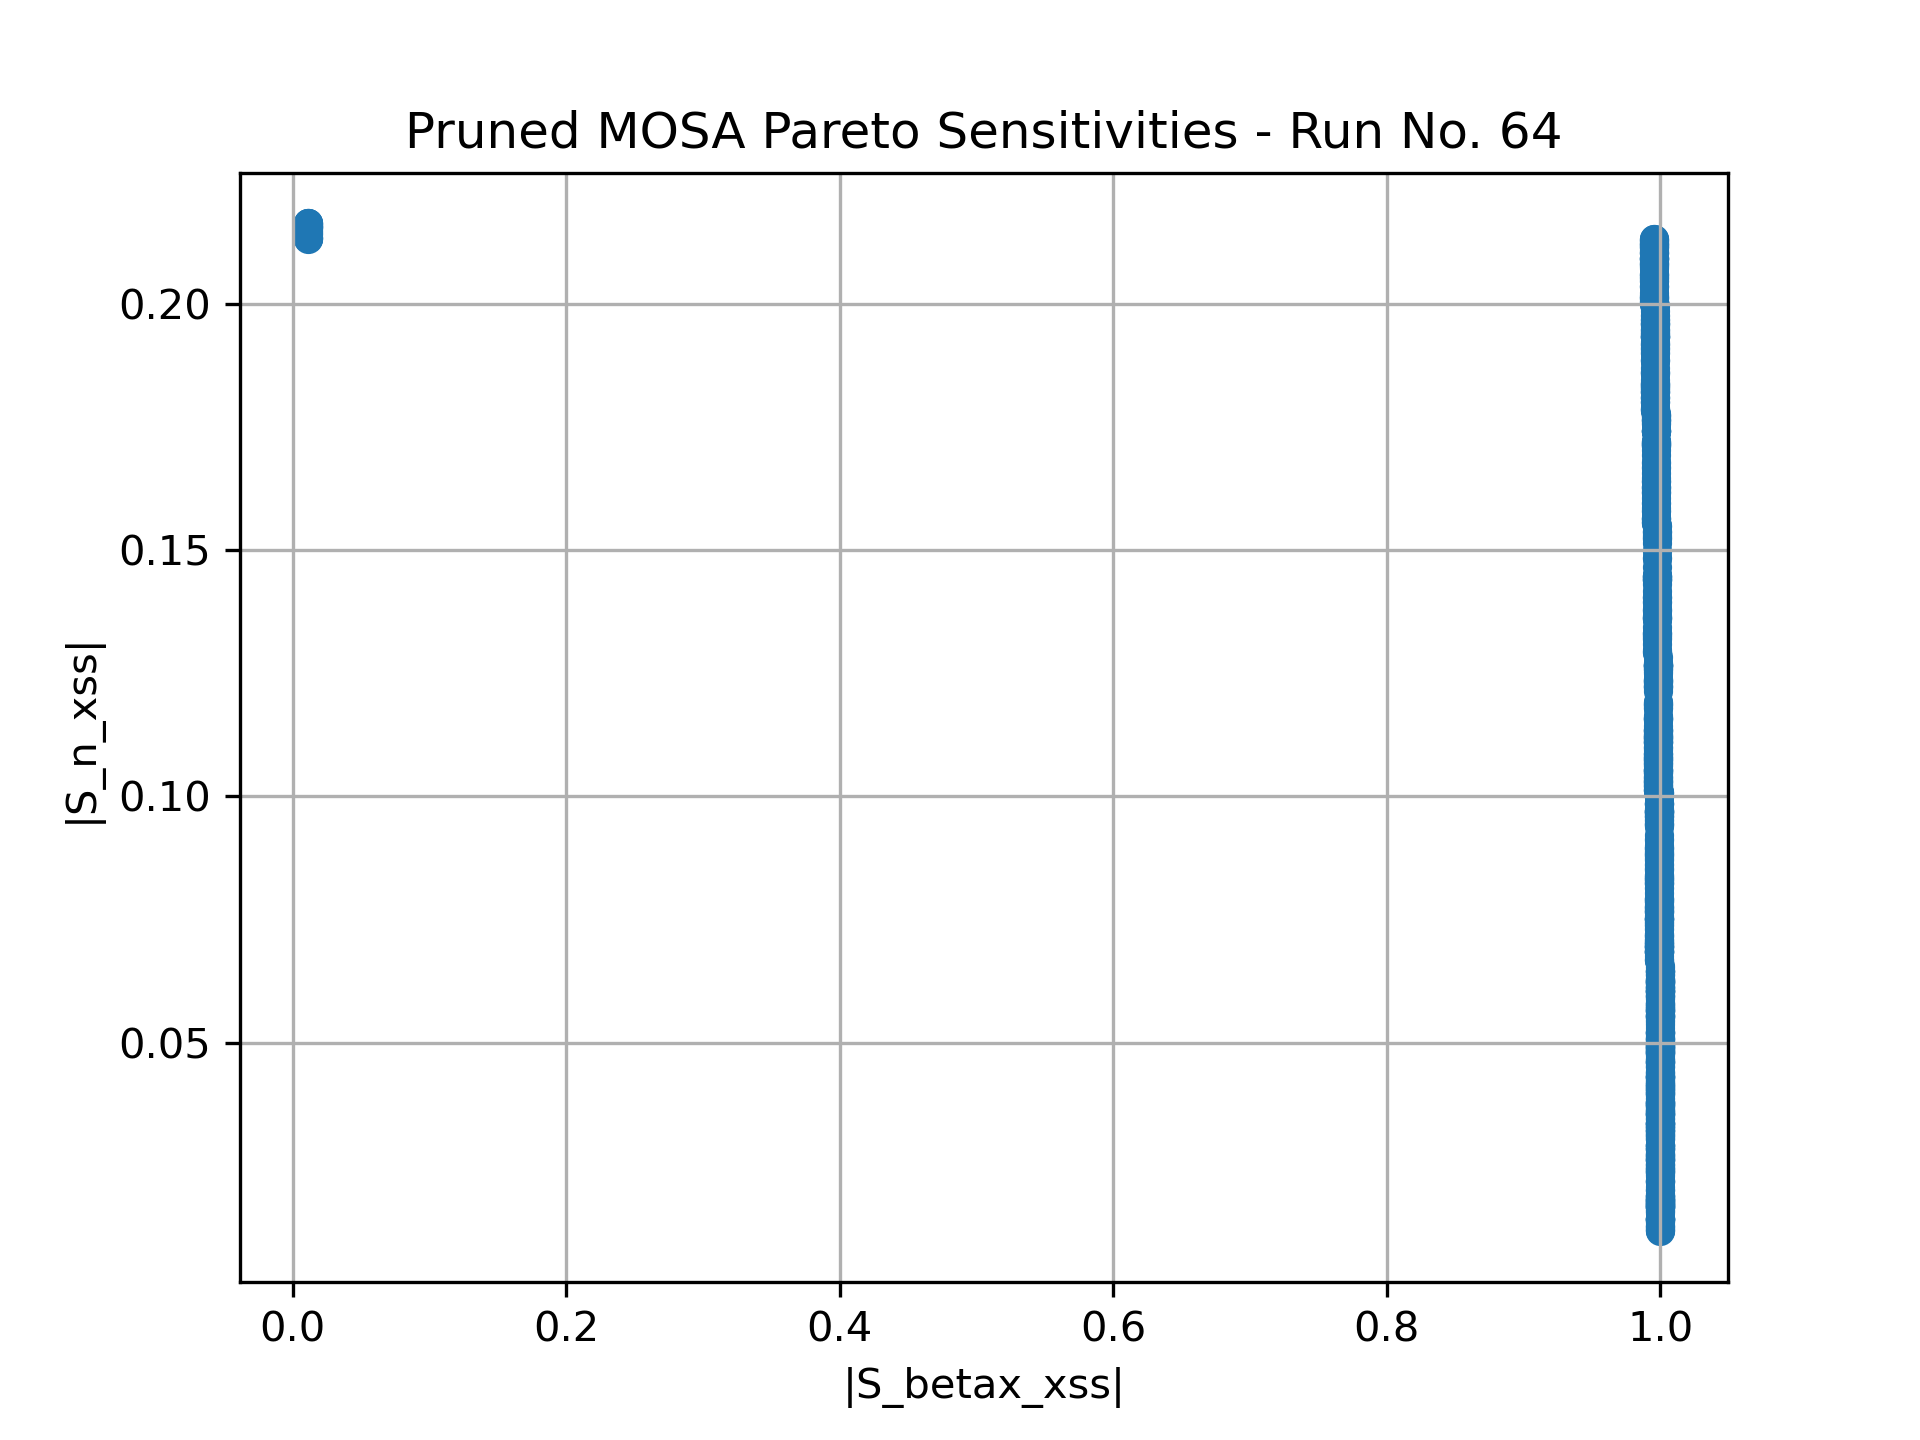 Pruned MOSA Pareto Sensitivities - Run No. 64
|S_n_xss|
0.20
0.15
0.10
0.05
0.0 0.2 0.4 0.6 0.8 1.0
|S_betax_xss|